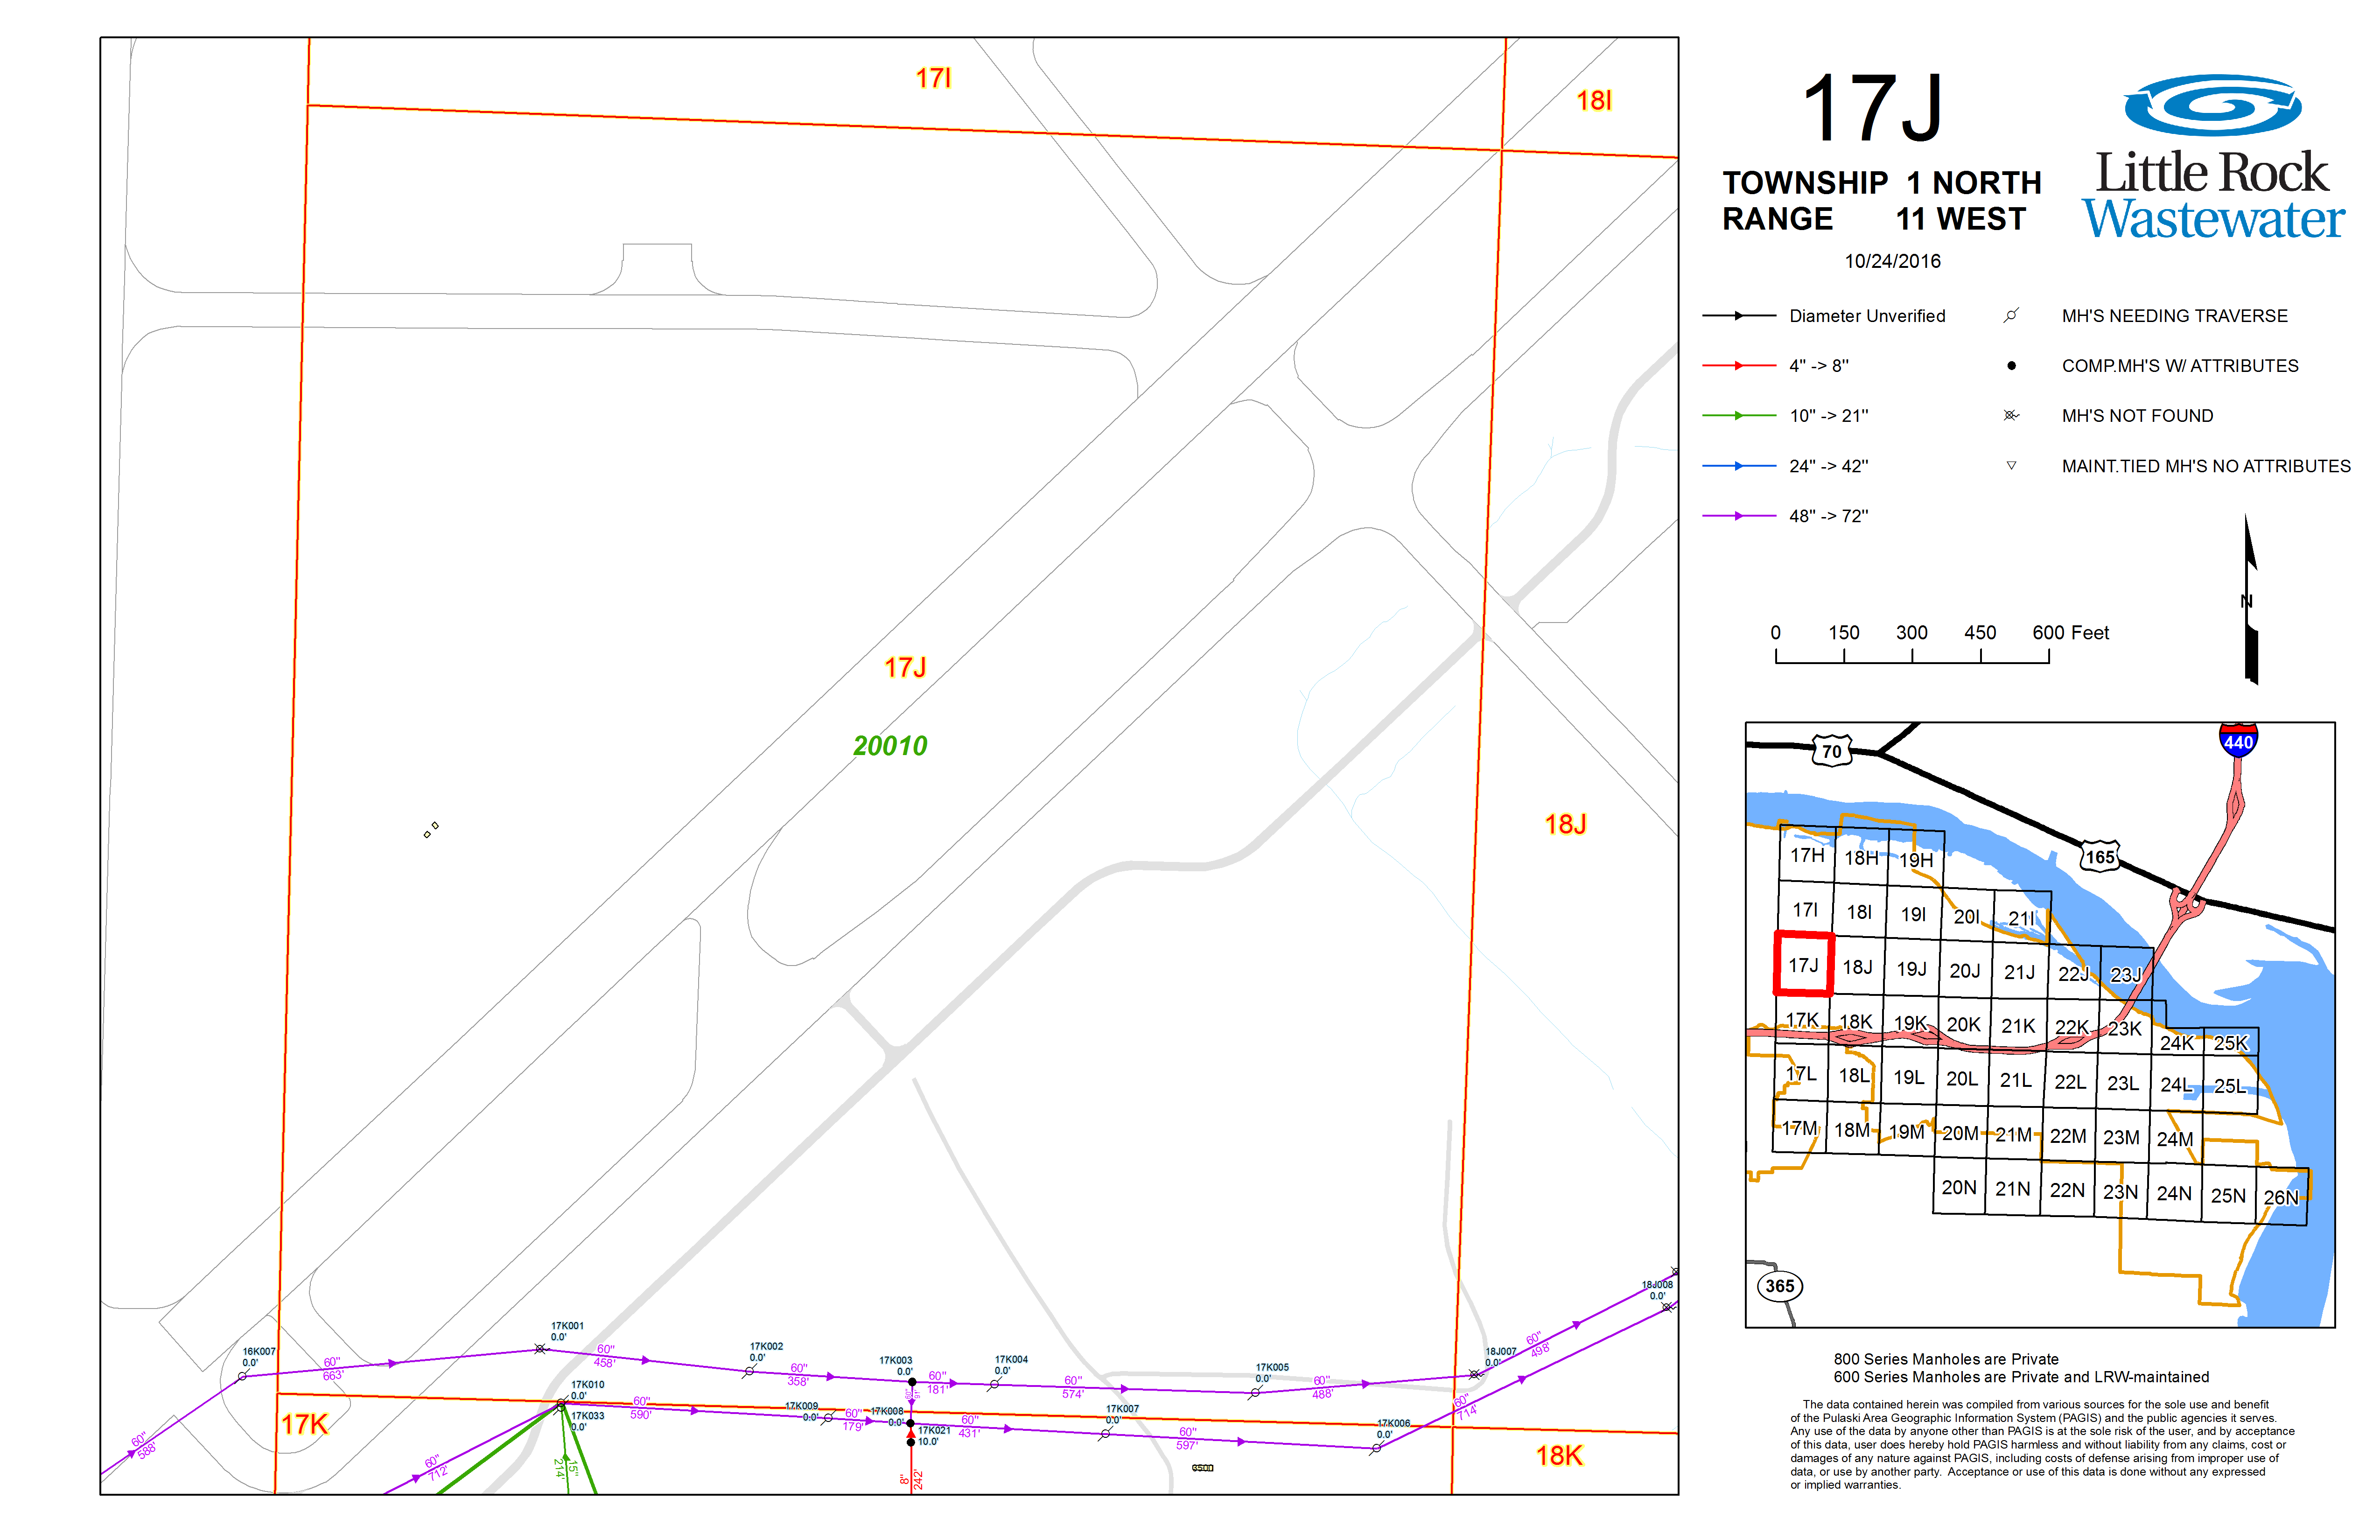 17I
18I
17J
20010
18J
17K
18K
16K007
0.0'
60"
663'
60"
588'
17K001
0.0'
60"
458'
17K002
0.0'
60"
358'
17K003
0.0'
60"
181'
17K004
0.0'
60"
574'
17K005
0.0'
60"
488'
18J007
0.0'
60"
498'
18J008
0.0'
17K010
0.0'
17K033
0.0'
60"
590'
60"
712'
15"
214'
17K009
0.0'
60"
179'
17K008
0.0'
17K021
10.0'
8"
242'
60"
431'
17K007
0.0'
60"
597'
17K006
0.0'
60"
714'
17J
TOWNSHIP 1 NORTH
RANGE 11 WEST
10/24/2016
Little Rock
Wastewater
Diameter Unverified
4" -> 8"
10" -> 21"
24" -> 42"
48" -> 72"
MH'S NEEDING TRAVERSE
COMP.MH'S W/ ATTRIBUTES
MH'S NOT FOUND
MAINT.TIED MH'S NO ATTRIBUTES
N
0 150 300 450 600 Feet
70
440
165
365
17H 18H 19H
17I 18I 19I 20I 21I
17J 18J 19J 20J 21J 22J 23J
17K 18K 19K 20K 21K 22K 23K 24K 25K
17L 18L 19L 20L 21L 22L 23L 24L 25L
17M 18M 19M 20M 21M 22M 23M 24M
20N 21N 22N 23N 24N 25N 26N
800 Series Manholes are Private
600 Series Manholes are Private and LRW-maintained
The data contained herein was compiled from various sources for the sole use and benefit
of the Pulaski Area Geographic Information System (PAGIS) and the public agencies it serves.
Any use of the data by anyone other than PAGIS is at the sole risk of the user, and by acceptance
of this data, user does hereby hold PAGIS harmless and without liability from any claims, cost or
damages of any nature against PAGIS, including costs of defense arising from improper use of
data, or use by another party. Acceptance or use of this data is done without any expressed
or implied warranties.